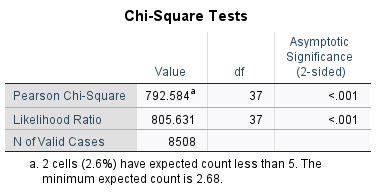 Chi-Square Tests
Asymptotic
Significance
Value df (2-sided)
Pearson Chi-Square 792.584a 37 <.001
Likelihood Ratio 805.631 37 <.001
N of Valid Cases 8508
a. 2 cells (2.6%) have expected count less than 5. The
minimum expected count is 2.68.